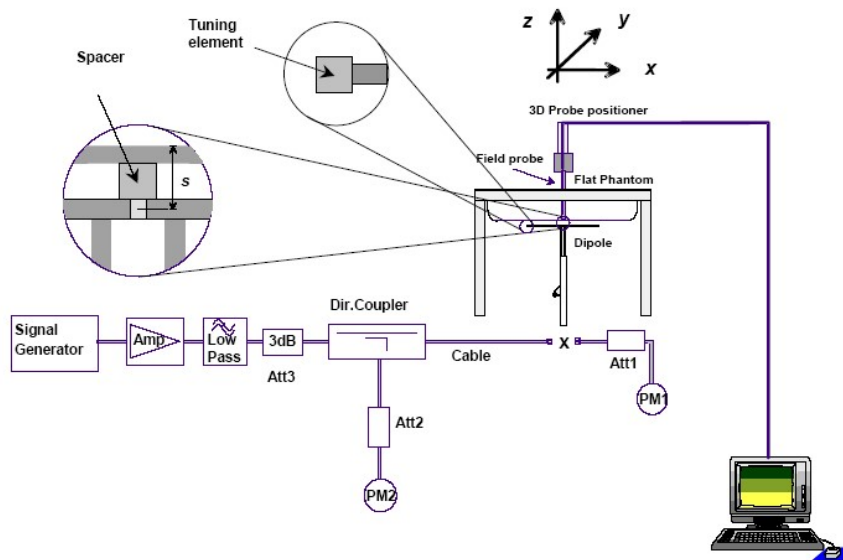 Tuning
element
Spacer
s
z
y
x
3D Probe positioner
Field probe
Flat Phantom
Dipole
Dir.Coupler
Signal
Generator
Amp
Low
Pass
3dB
Att3
Cable
x
Att1
PM1
Att2
PM2